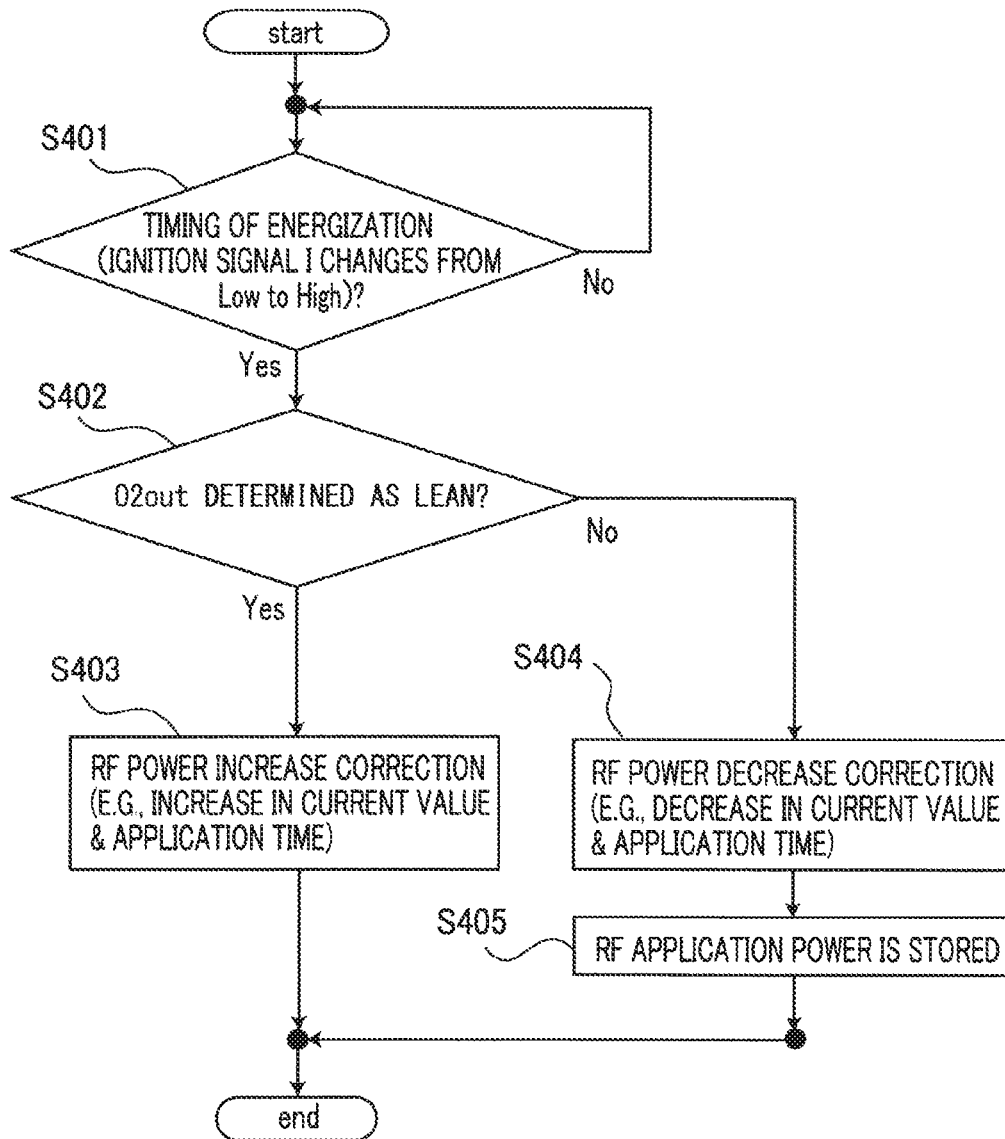 start
S401
TIMING OF ENERGIZATION
(IGNITION SIGNAL I CHANGES FROM
Low to High)?
No
Yes
S402
O2out DETERMINED AS LEAN?
No
Yes
S403
RF POWER INCREASE CORRECTION
(E.G., INCREASE IN CURRENT VALUE
& APPLICATION TIME)
S404
RF POWER DECREASE CORRECTION
(E.G., DECREASE IN CURRENT VALUE
& APPLICATION TIME)
S405
RF APPLICATION POWER IS STORED
end